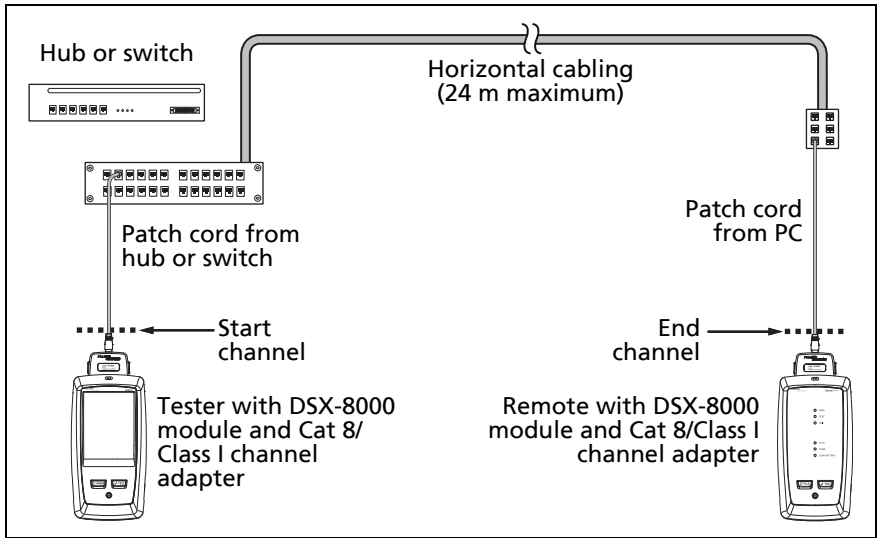 Hub or switch
Horizontal cabling
(24 m maximum)
Patch cord from
hub or switch
Patch cord
from PC
Start
channel
End
channel
Tester with DSX-8000
module and Cat 8/
Class I channel
adapter
Remote with DSX-8000
module and Cat 8/Class I
channel adapter